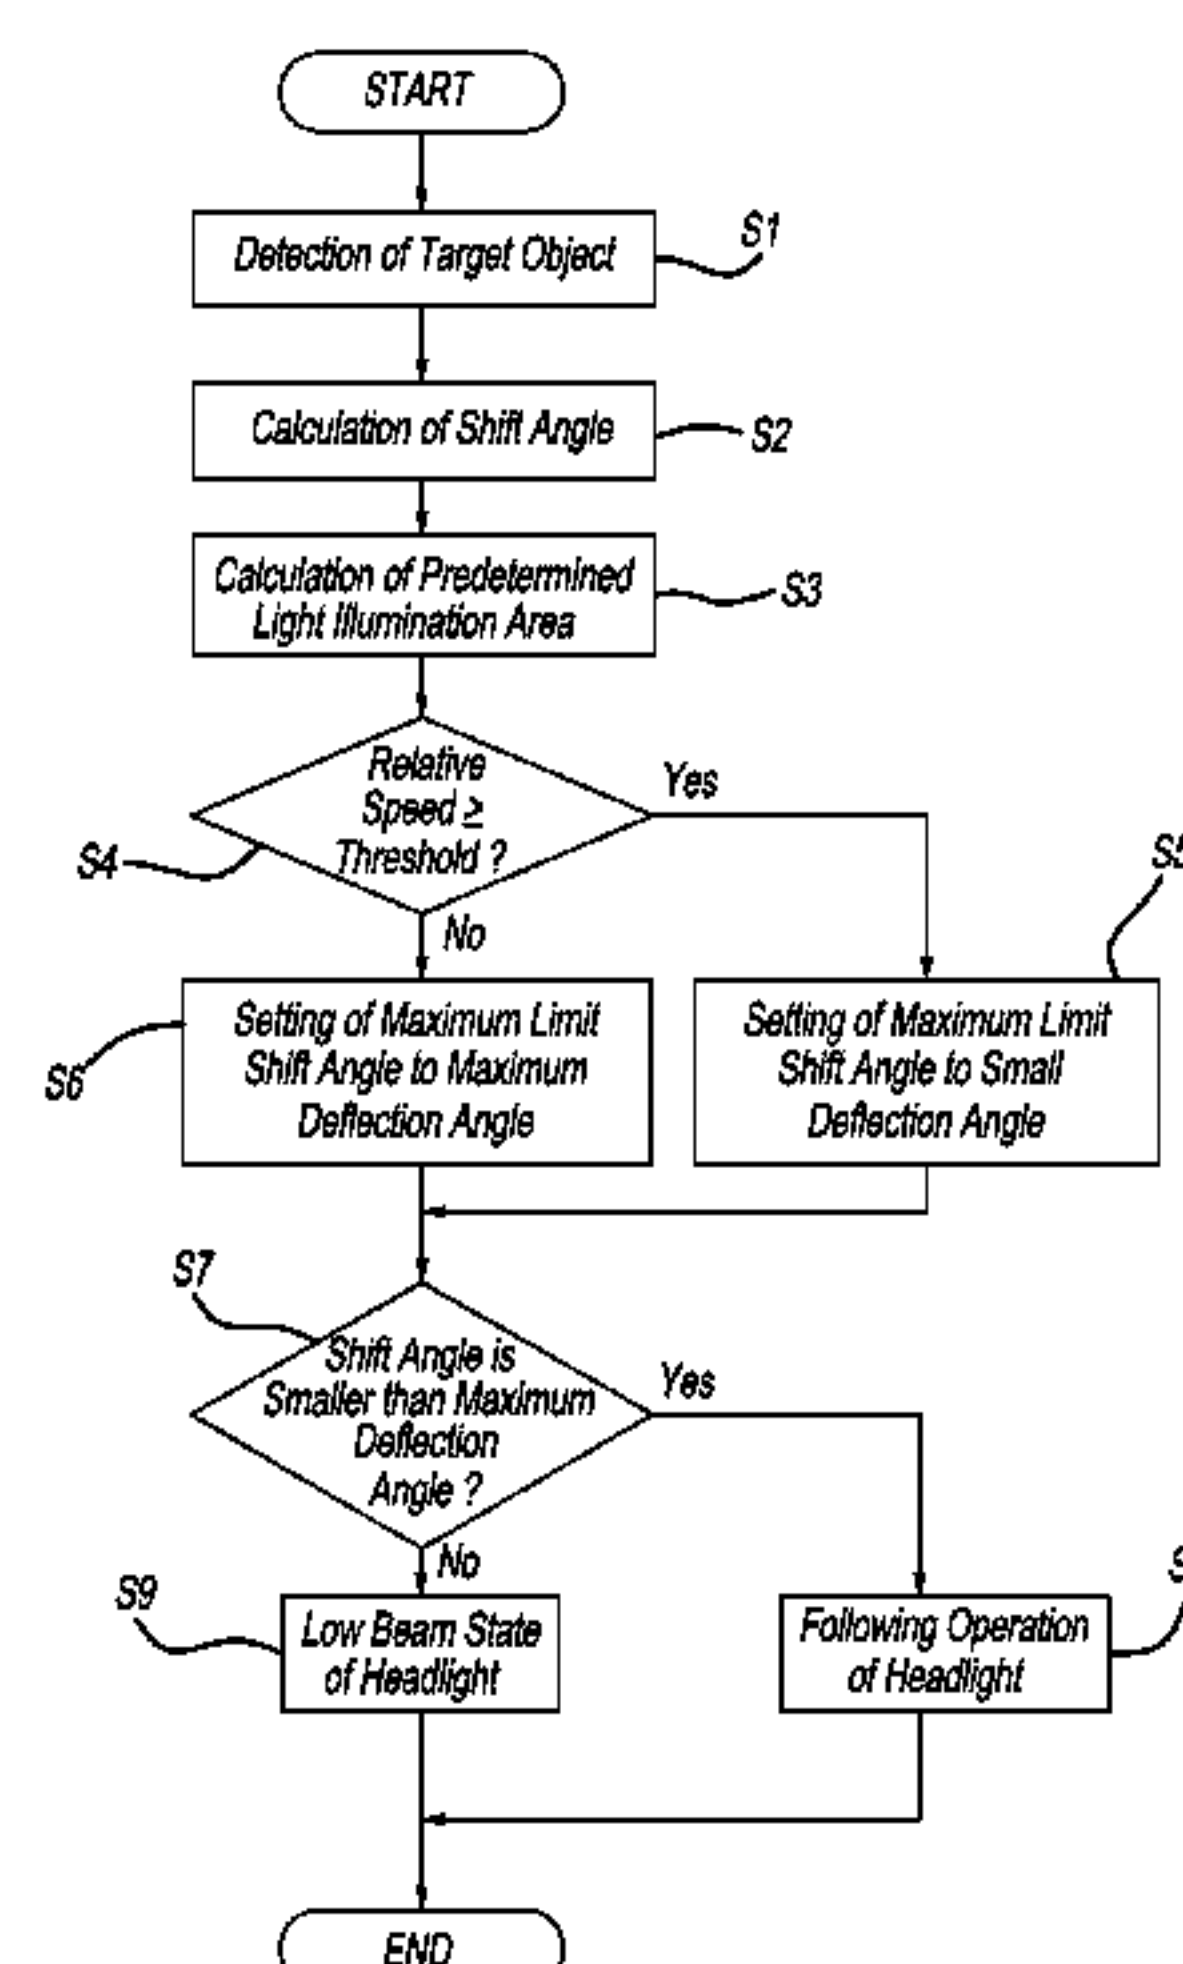 START
Detection of Target Object
S1
Calculation of Shift Angle
S2
Calculation of Predetermined
Light Illumination Area
S3
Relative
Speed ≥
Threshold ?
Yes
S4
No
S5
Setting of Maximum Limit
Shift Angle to Maximum
Deflection Angle
S6
Setting of Maximum Limit
Shift Angle to Small
Deflection Angle
S7
Shift Angle is
Smaller than Maximum
Deflection
Angle ?
Yes
No
S9
Low Beam State
of Headlight
Following Operation
of Headlight
END